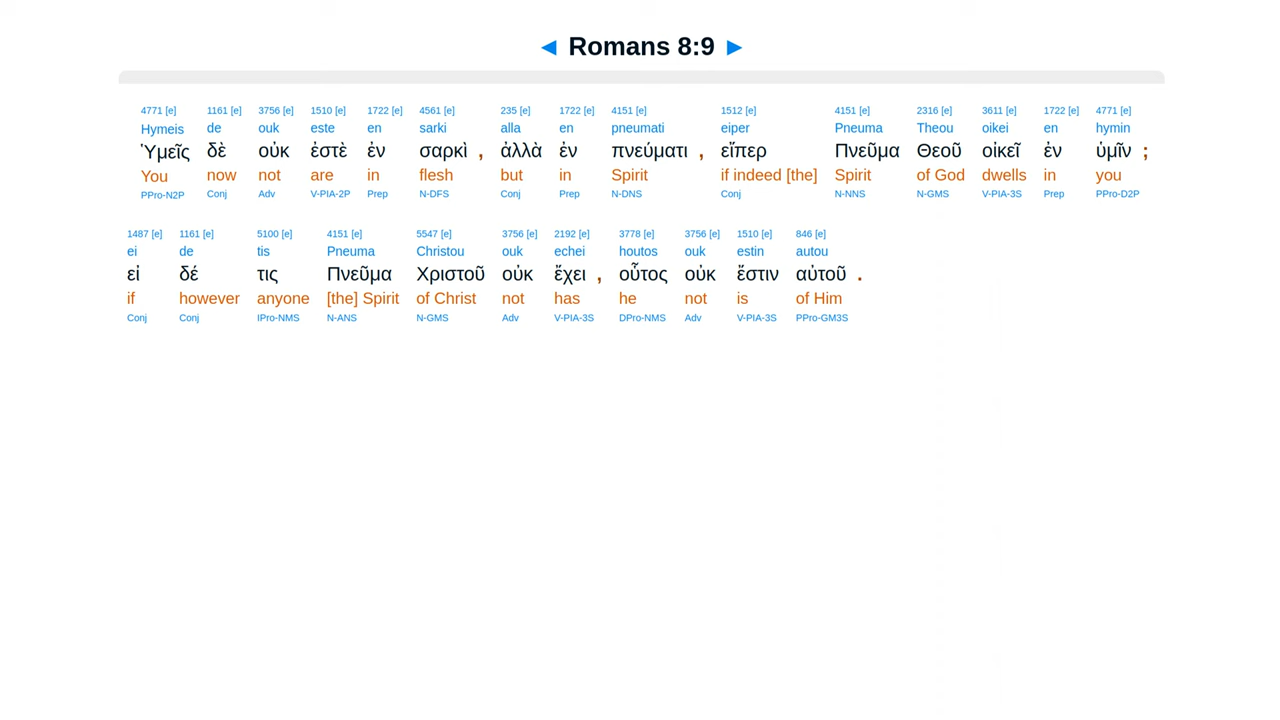 ◄ Romans 8:9 ►
4771 [e] 1161 [e] 3756 [e] 1510 [e] 1722 [e] 4561 [e] 235 [e] 1722 [e] 4151 [e] 1512 [e] 4151 [e] 2316 [e] 3611 [e] 1722 [e] 4771 [e]
Hymeis de ouk este en sarki alla en pneumati eiper Pneuma Theou oikei en hymin
Ὑμεῖς δὲ οὐκ ἐστὲ ἐν σαρκὶ , ἀλλὰ ἐν πνεύματι , εἴπερ Πνεῦμα Θεοῦ οἰκεῖ ἐν ὑμῖν ;
You now not are in flesh but in Spirit if indeed [the] Spirit of God dwells in you
PPro-N2P Conj Adv V-PIA-2P Prep N-DFS Conj Prep N-DNS Conj N-NNS N-GMS V-PIA-3S Prep PPro-D2P
1487 [e] 1161 [e] 5100 [e] 4151 [e] 5547 [e] 3756 [e] 2192 [e] 3778 [e] 3756 [e] 1510 [e] 846 [e]
ei de tis Pneuma Christou ouk echei houtos ouk estin autou
εἰ δέ τις Πνεῦμα Χριστοῦ οὐκ ἔχει , οὗτος οὐκ ἔστιν αὐτοῦ .
if however anyone [the] Spirit of Christ not has he not is of Him
Conj Conj IPro-NMS N-ANS N-GMS Adv V-PIA-3S DPro-NMS Adv V-PIA-3S PPro-GM3S